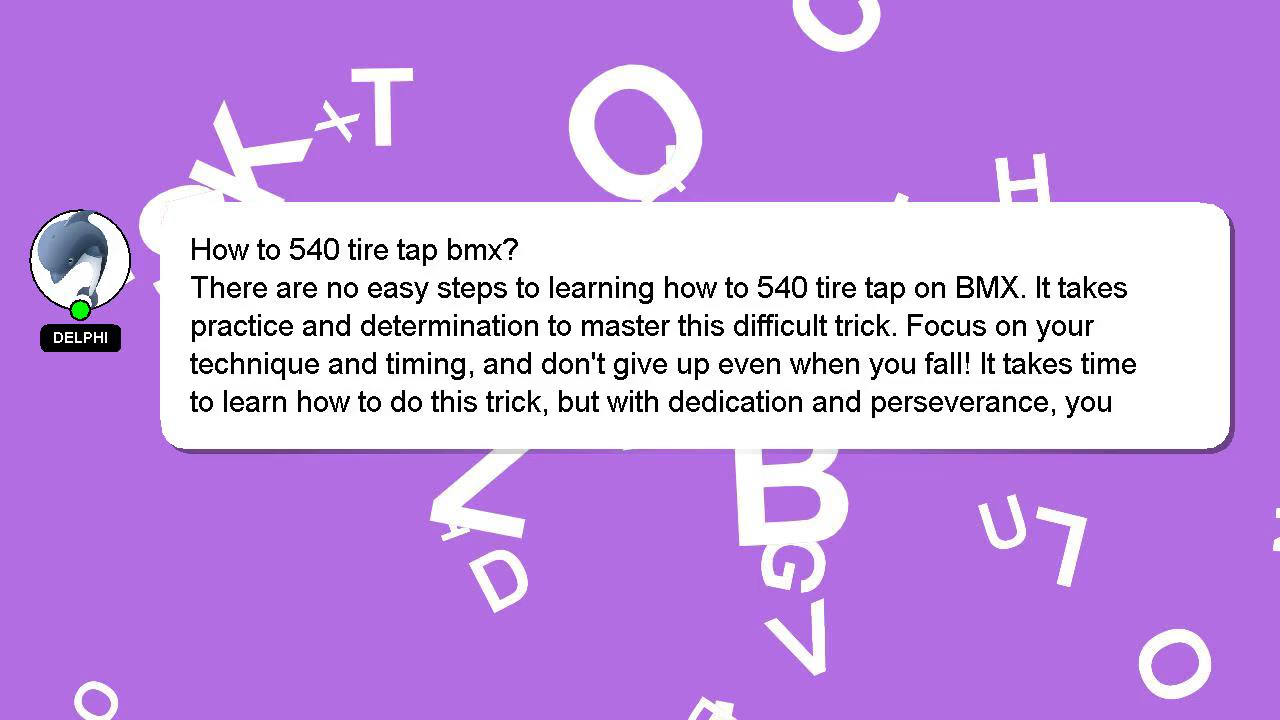 T
x
K
O
C
H
How to 540 tire tap bmx?
There are no easy steps to learning how to 540 tire tap on BMX. It takes
practice and determination to master this difficult trick. Focus on your
technique and timing, and don't give up even when you fall! It takes time
to learn how to do this trick, but with dedication and perseverance, you
DELPHI
Z
B
U
L
D
G
V
O
O